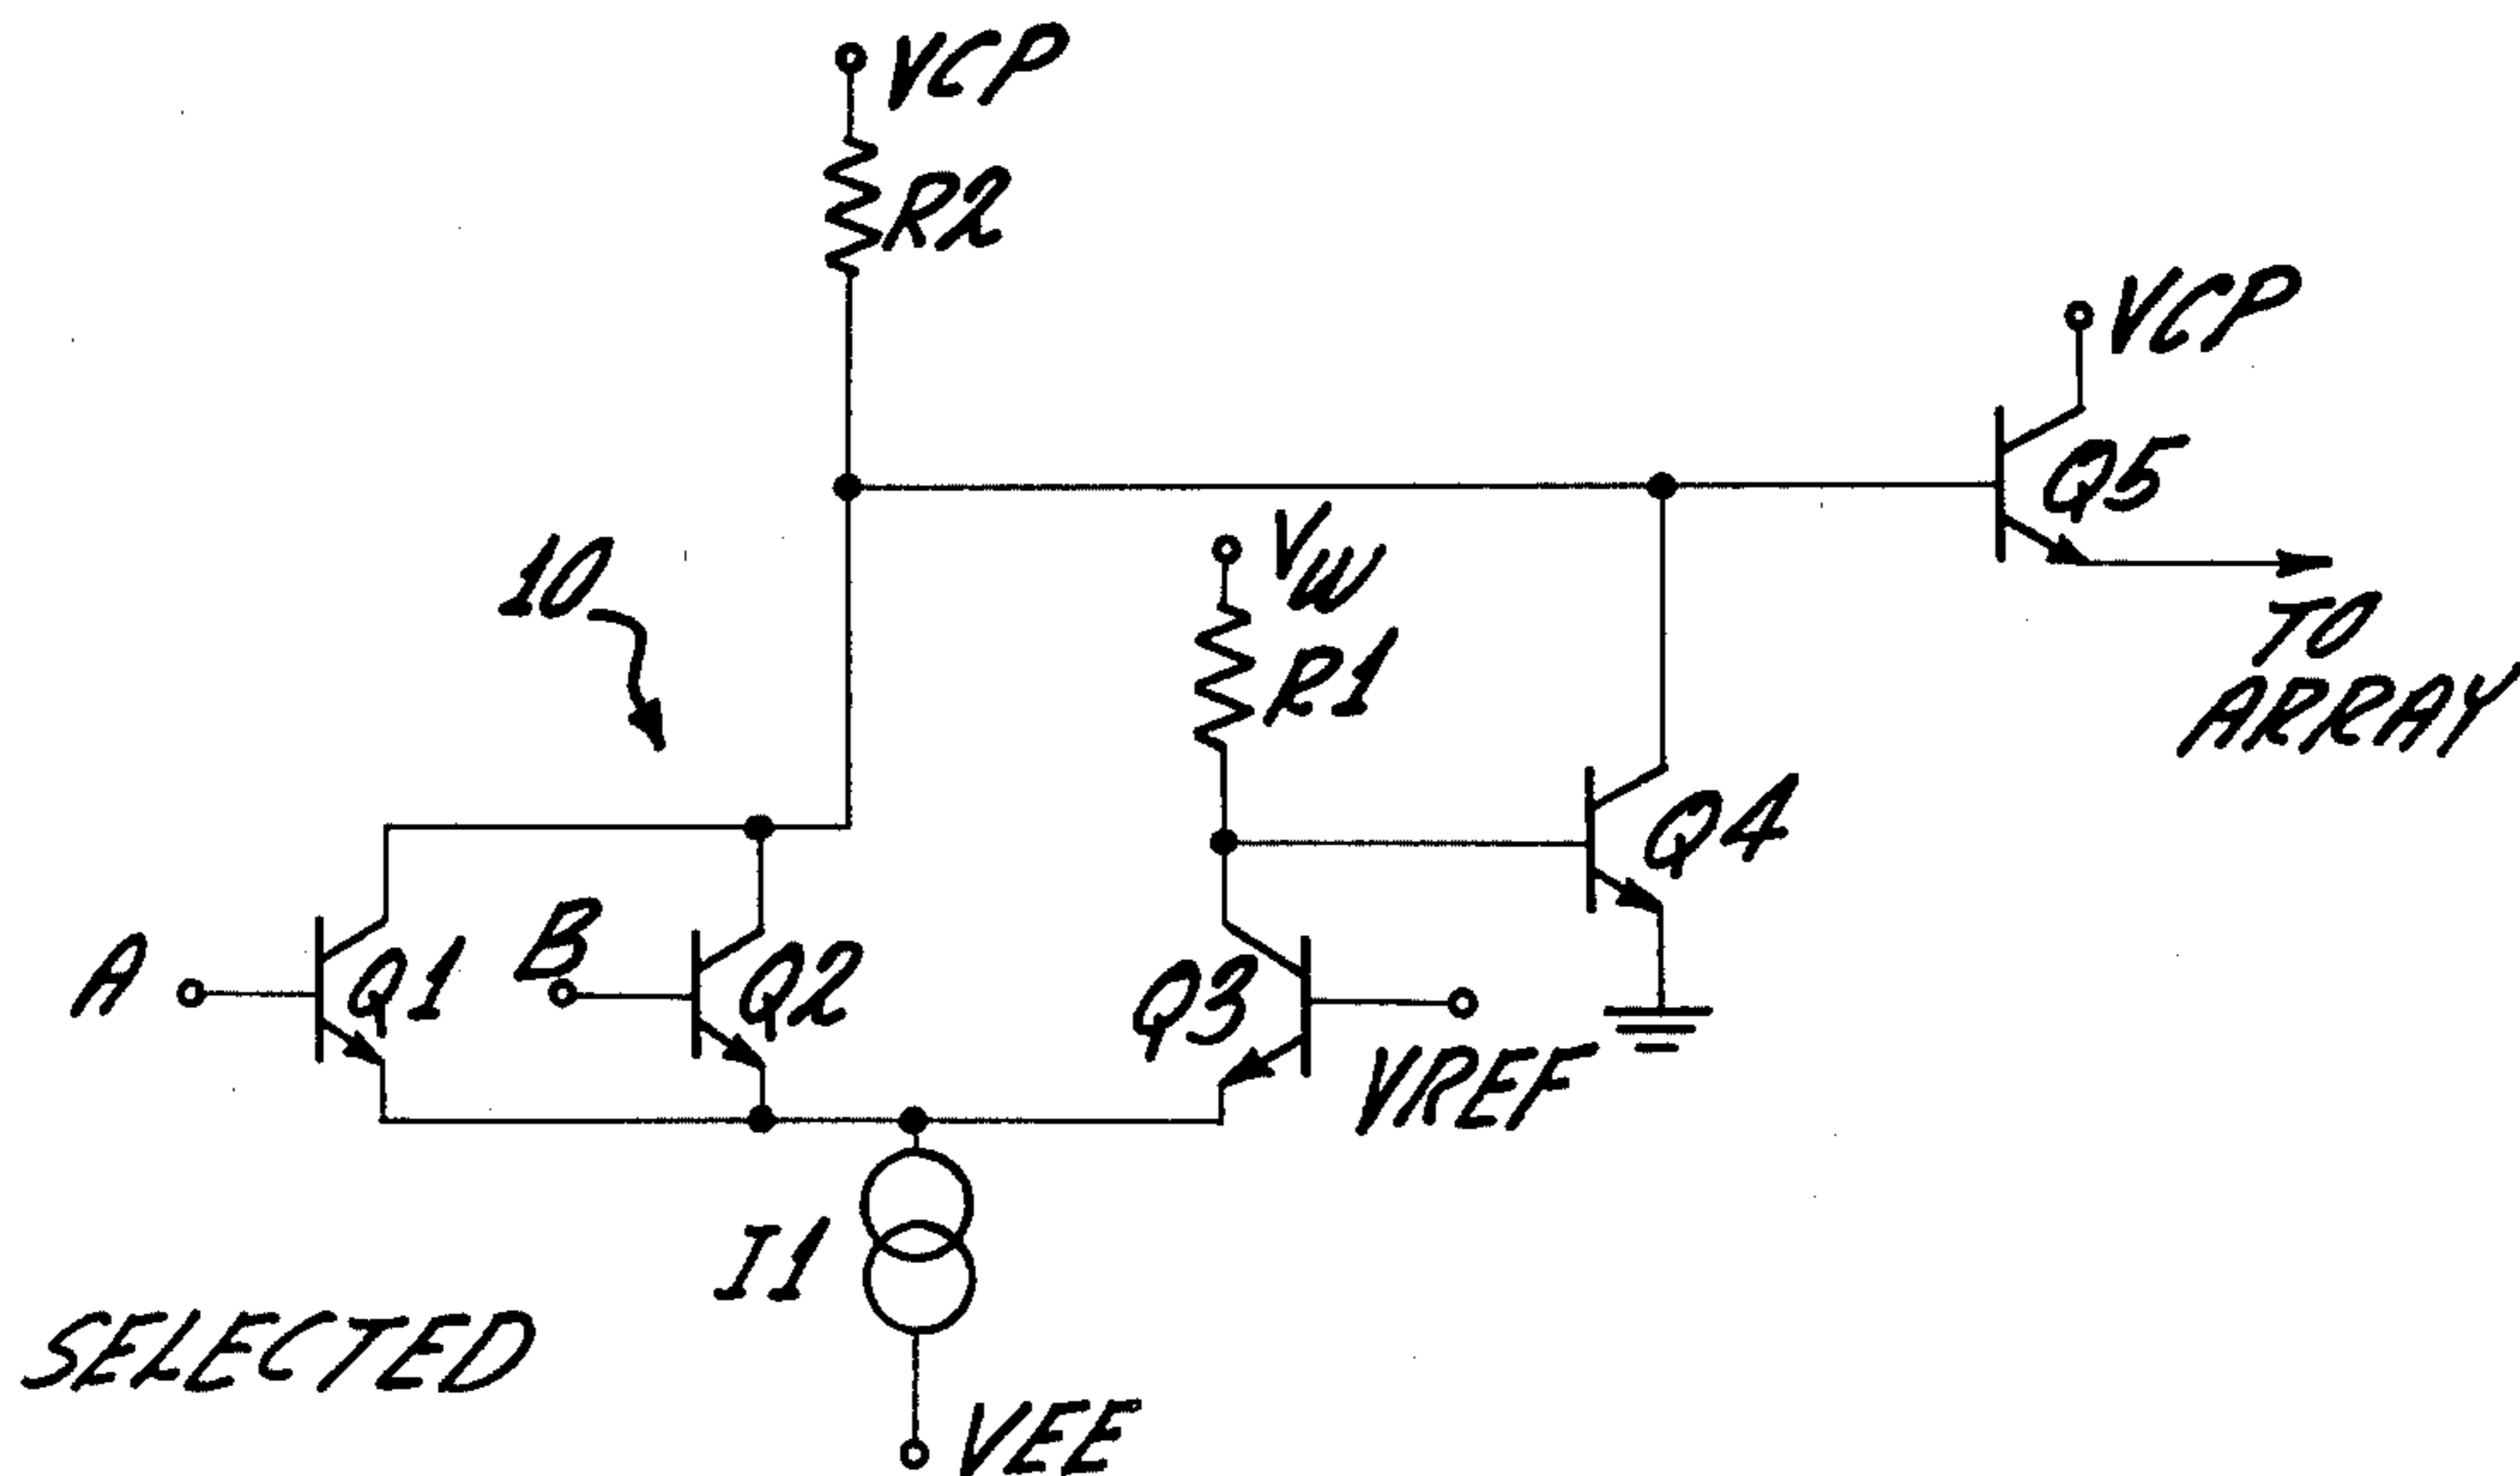 VCP
R2
VCP
Q5
VW
10
R1
TO
ARRAY
Q4
B
A
Q1
Q2
Q3
VREF
I1
SELECTED
VEE